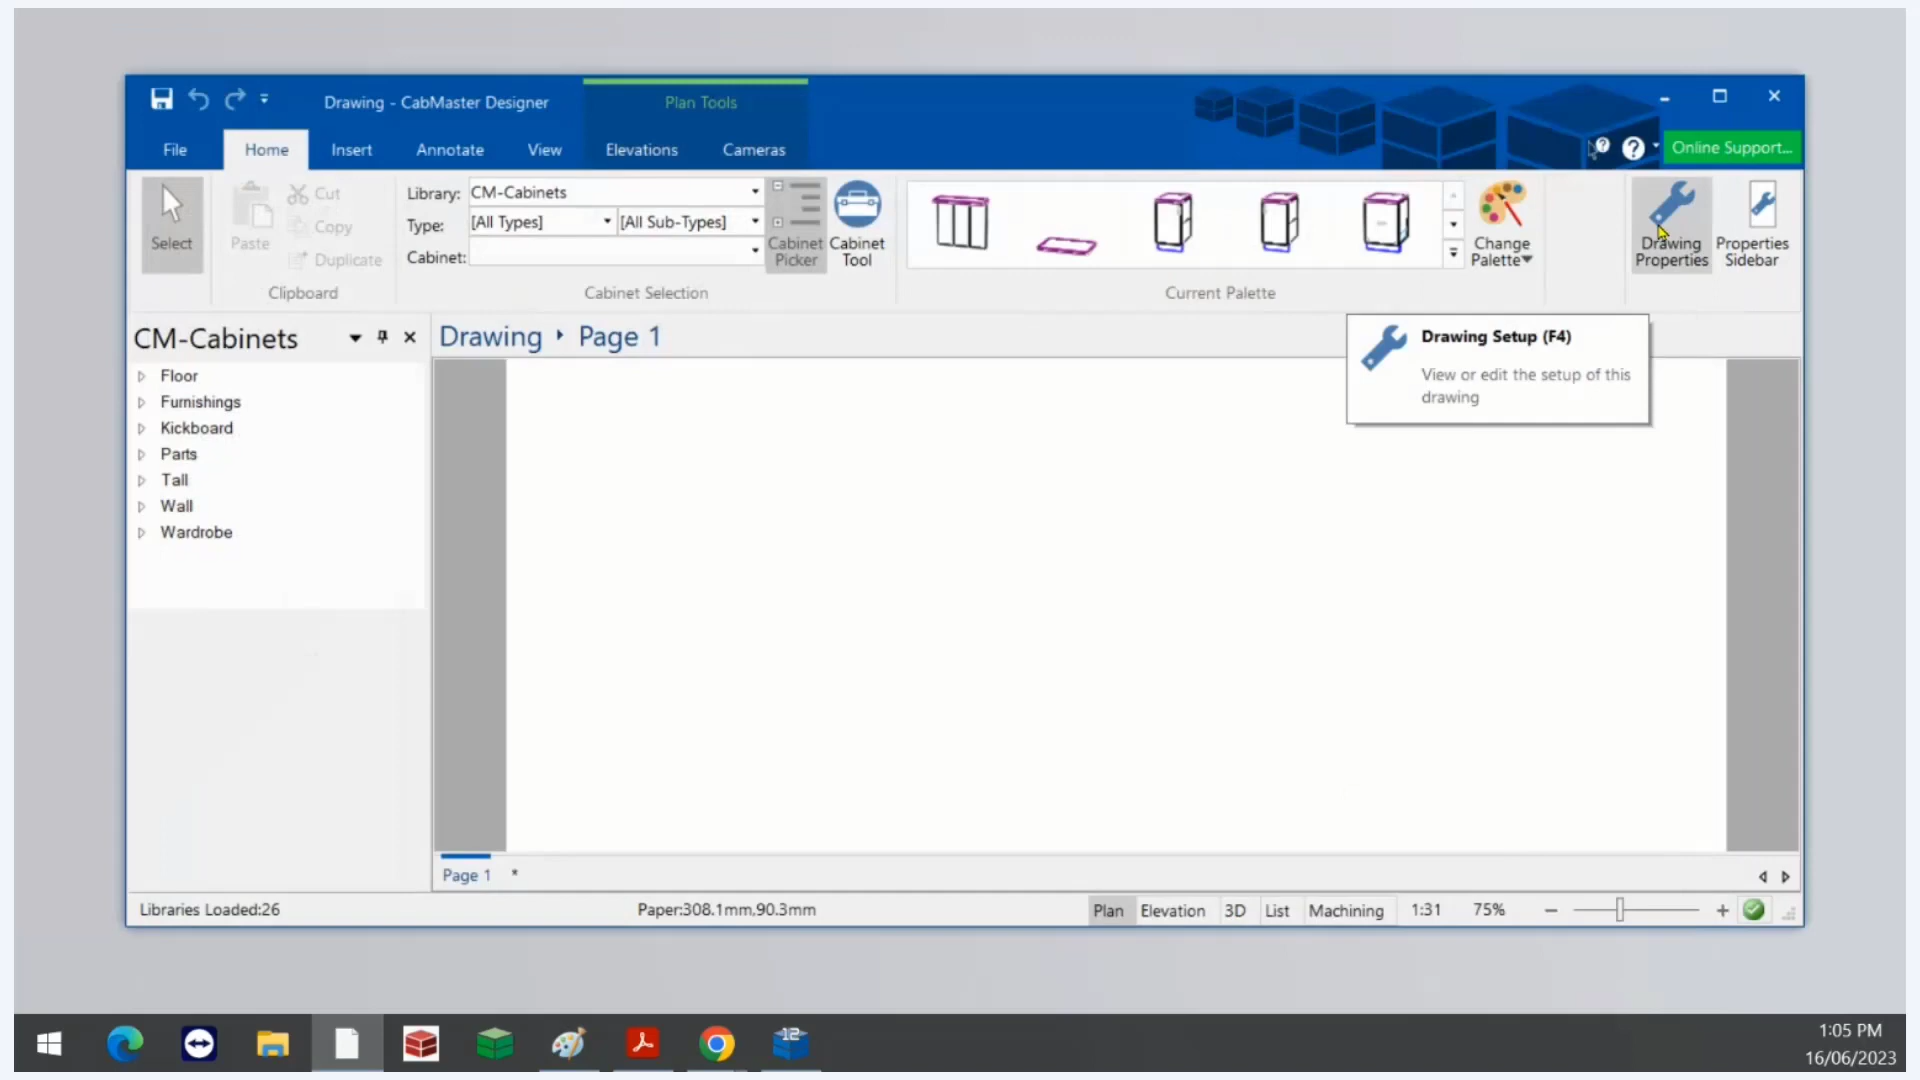 Drawing - CabMaster Designer
Plan Tools
File
Home
Insert
Annotate
View
Elevations
Cameras
Online Support...
Select
Paste
Cut
Copy
Duplicate
Clipboard
Library: CM-Cabinets
Type: [All Types] [All Sub-Types]
Cabinet:
Cabinet Selection
Cabinet
Picker
Cabinet
Tool
Current Palette
Change
Palette
Drawing
Properties
Properties
Sidebar
CM-Cabinets
Drawing
Page 1
Drawing Setup (F4)
View or edit the setup of this
drawing
Floor
Furnishings
Kickboard
Parts
Tall
Wall
Wardrobe
Page 1 *
Libraries Loaded:26
Paper:308.1mm,90.3mm
Plan
Elevation
3D
List
Machining
1:31
75%
12
1:05 PM
16/06/2023